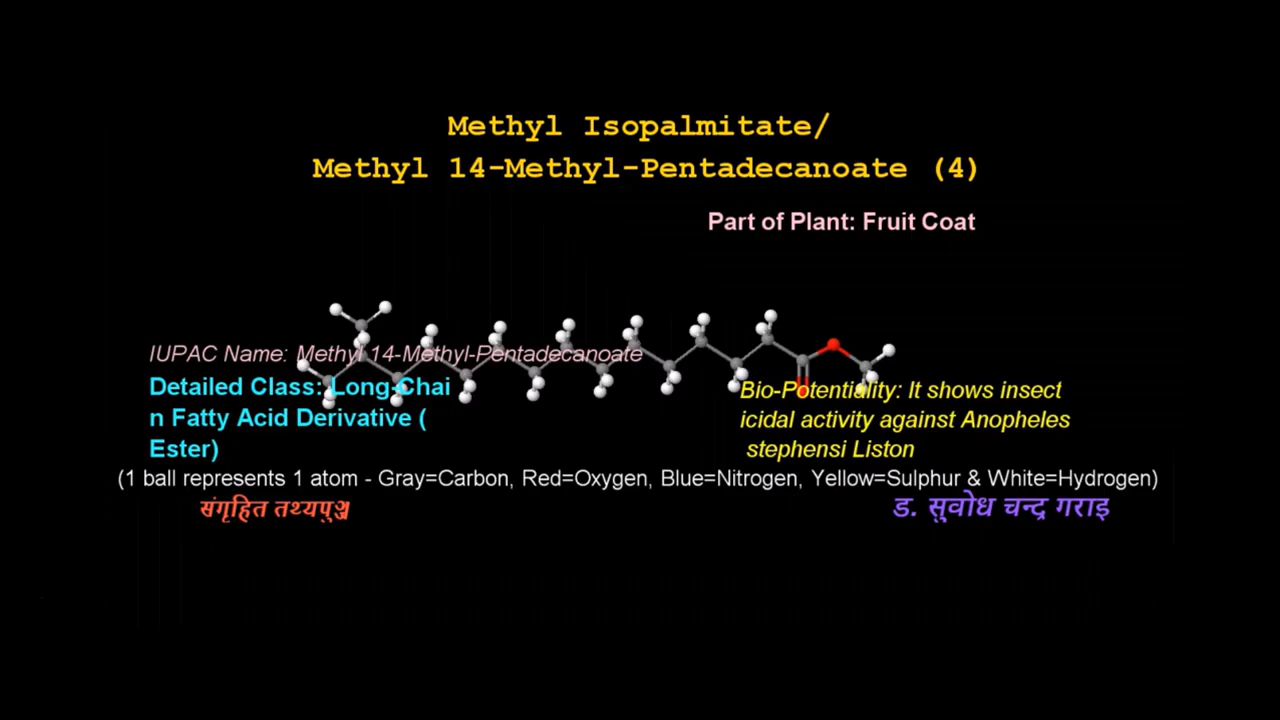 Methyl Isopalmitate/
Methyl 14-Methyl-Pentadecanoate (4)
Part of Plant: Fruit Coat
IUPAC Name: Methyl 14-Methyl-Pentadecanoate
Detailed Class: Long-Chai
n Fatty Acid Derivative (
Ester)
Bio-Potentiality: It shows insect
icidal activity against Anopheles
stephensi Liston
(1 ball represents 1 atom - Gray=Carbon, Red=Oxygen, Blue=Nitrogen, Yellow=Sulphur & White=Hydrogen)
संगृहित तथ्यपुञ्ज
ड. सुवोध चन्द्र गराइ